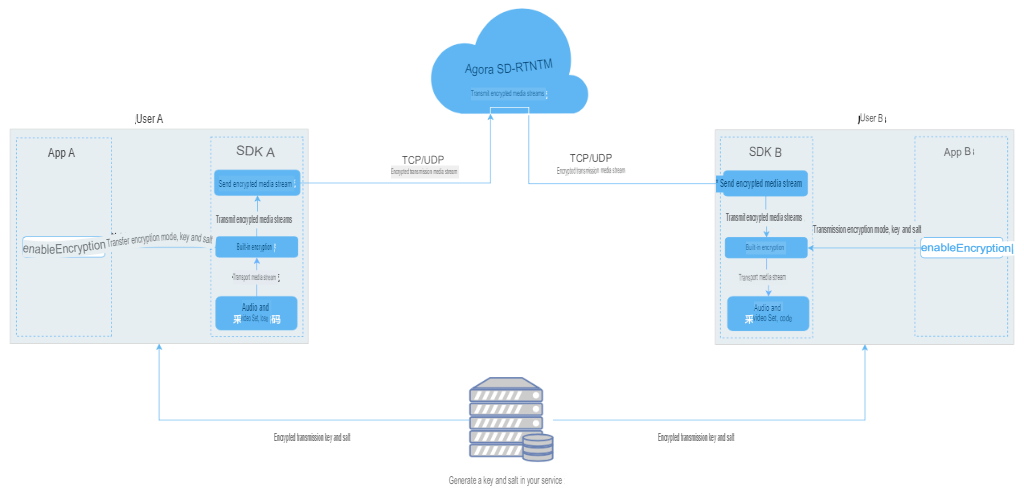 Agora SD-RTNTM
Transmit encrypted media streams
User A
User B
App A
SDK A
TCP/UDP
Encrypted transmission media stream
TCP/UDP
Encrypted transmission media stream
SDK B
App B
Send encrypted media stream
Send encrypted media stream
Transmit encrypted media streams
Transmit encrypted media streams
enableEncryption
Transfer encryption mode, key and salt
Built-in encryption
Built-in encryption
Transmission encryption mode, key and salt
enableEncryption
Transport media stream
Transport media stream
Audio and
采 ideo Set, 码
Audio and
采 ideo Set, code
Encrypted transmission key and salt
Encrypted transmission key and salt
Generate a key and salt in your service